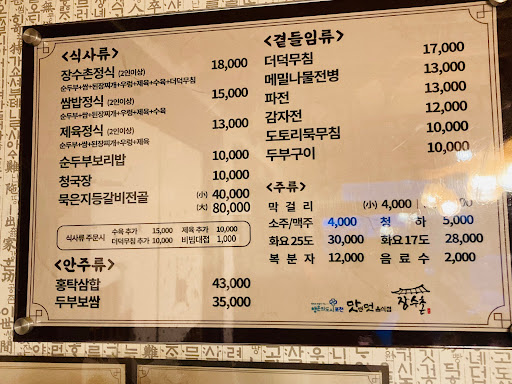 <식사류>
장수촌정식 (2인이상) 18,000
순두부+쌈+된장찌개+우렁+제육+수육+더덕무침
쌈밥정식 (2인이상) 15,000
순두부+쌈+된장찌개+우렁+제육+수육
제육정식 (2인이상) 13,000
순두부+쌈+된장찌개+우렁+제육
순두부보리밥 10,000
청국장 10,000
묵은지등갈비전골 (小) 40,000
(大) 80,000
식사류 주문시
수육 추가 15,000 제육 추가 10,000
더덕무침 추가 10,000 비빔대접 1,000
<안주류>
홍탁삼합 43,000
두부보쌈 35,000
<곁들임류>
더덕무침 17,000
메밀나물전병 13,000
파전 13,000
감자전 12,000
도토리묵무침 10,000
두부구이 10,000
<주류>
막걸리 (小) 4,000
소주/맥주 4,000 청하 5,000
화요25도 30,000 화요17도 28,000
복분자 12,000 음료수 2,000
장수촌